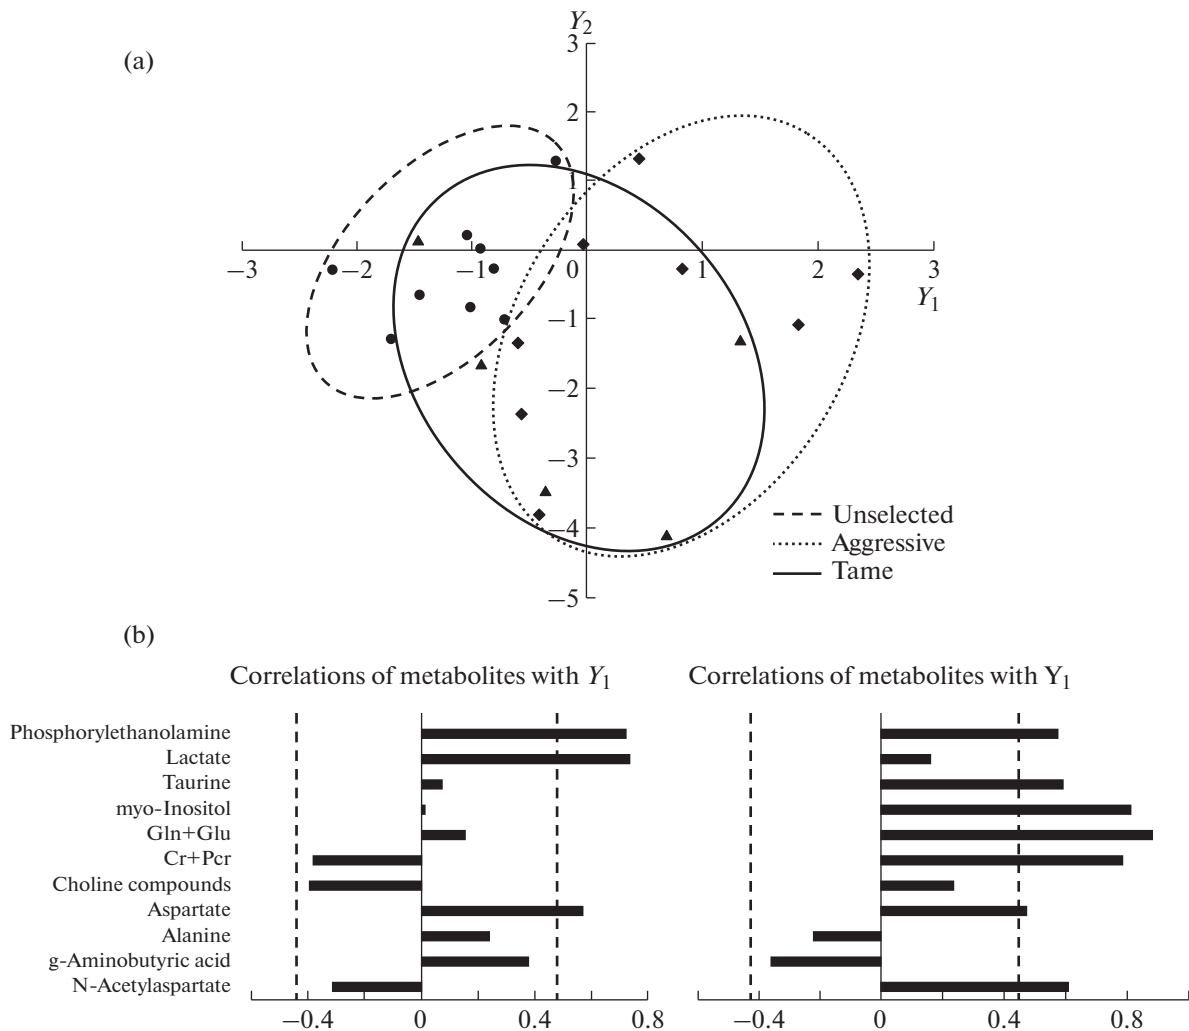 (a)
Y2
3
2
1
−3
−2
−1
0
1
2
3
Y1
−1
−2
−3
−4
−5
Unselected
Aggressive
Tame
(b)
Correlations of metabolites with Y1
Correlations of metabolites with Y1
Phosphorylethanolamine
Lactate
Taurine
myo-Inositol
Gln+Glu
Cr+Pcr
Choline compounds
Aspartate
Alanine
g-Aminobutyric acid
N-Acetylaspartate
−0.4 0 0.4 0.8
−0.4 0 0.4 0.8